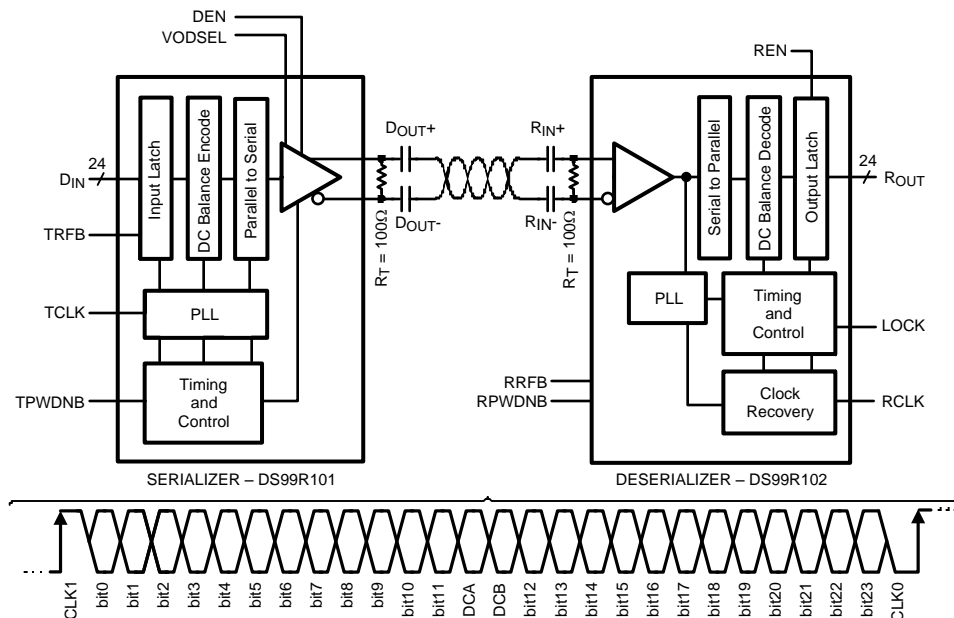 DEN
VODSEL
REN
Input Latch
DC Balance Encode
Parallel to Serial
DOUT+
RIN+
Serial to Parallel
DC Balance Decode
Output Latch
24
DIN
24
ROUT
DOUT-
RIN-
RT = 100Ω
RT = 100Ω
TRFB
TCLK
PLL
PLL
Timing
and
Control
LOCK
TPWDNB
Timing
and
Control
RRFB
RPWDNB
Clock
Recovery
RCLK
SERIALIZER – DS99R101
DESERIALIZER – DS99R102
CLK1
bit0
bit1
bit2
bit3
bit4
bit5
bit6
bit7
bit8
bit9
bit10
bit11
DCA
DCB
bit12
bit13
bit14
bit15
bit16
bit17
bit18
bit19
bit20
bit21
bit22
bit23
CLK0